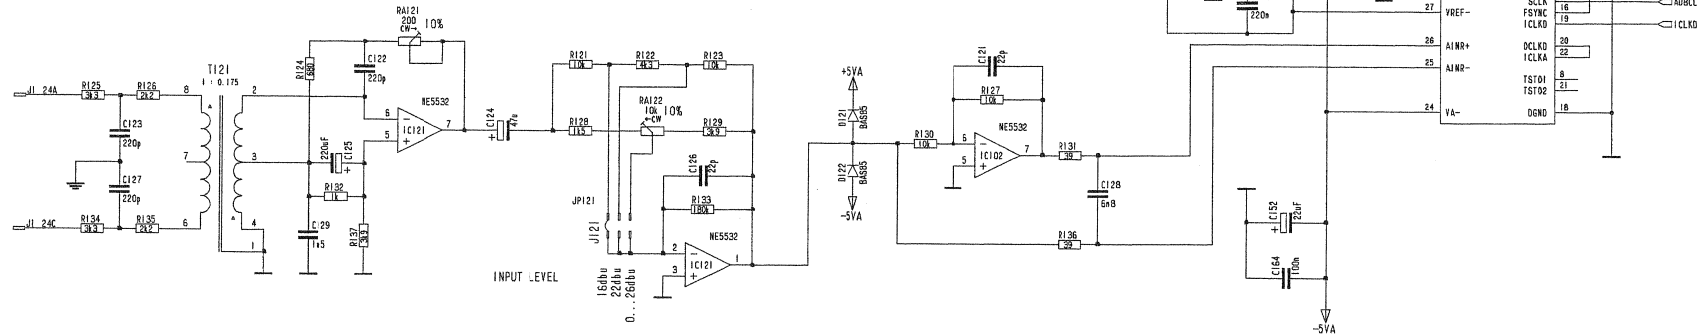 J1 24A
R125
3k3
R126
2k2
C123
220p
C127
220p
J1 24C
R134
3k3
R135
2k2
T121
1 : 0.175
8
7
6
2
3
4
1
R124
680
C122
220p
RA121
200
CW→
10%
220uF
C125
+
R132
1k
C129
1n5
R137
3k9
NE5532
IC121
6
5
7
−
+
C124
47u
+
R121
10k
R122
4k3
R123
10k
R128
1k5
RA122
10k
←CW
10%
R129
3k9
C126
22p
R133
180k
JP121
J121
INPUT LEVEL
16dbu
22dbu
0...26dbu
NE5532
IC121
2
3
1
−
+
+5VA
D121
BAS85
D122
BAS85
−5VA
R130
10k
C121
22p
R127
10k
NE5532
IC102
6
5
7
−
+
R131
39
C128
6n8
R136
39
220n
27
VREF-
26
AINR+
25
AINR-
24
VA-
SCLK
FSYNC
16
ICLKD
19
OCLKD
20
ICLKA
22
TSTO1
8
TSTO2
21
DGND
18
ICLKD
C152
22uF
+
C164
100n
−5VA